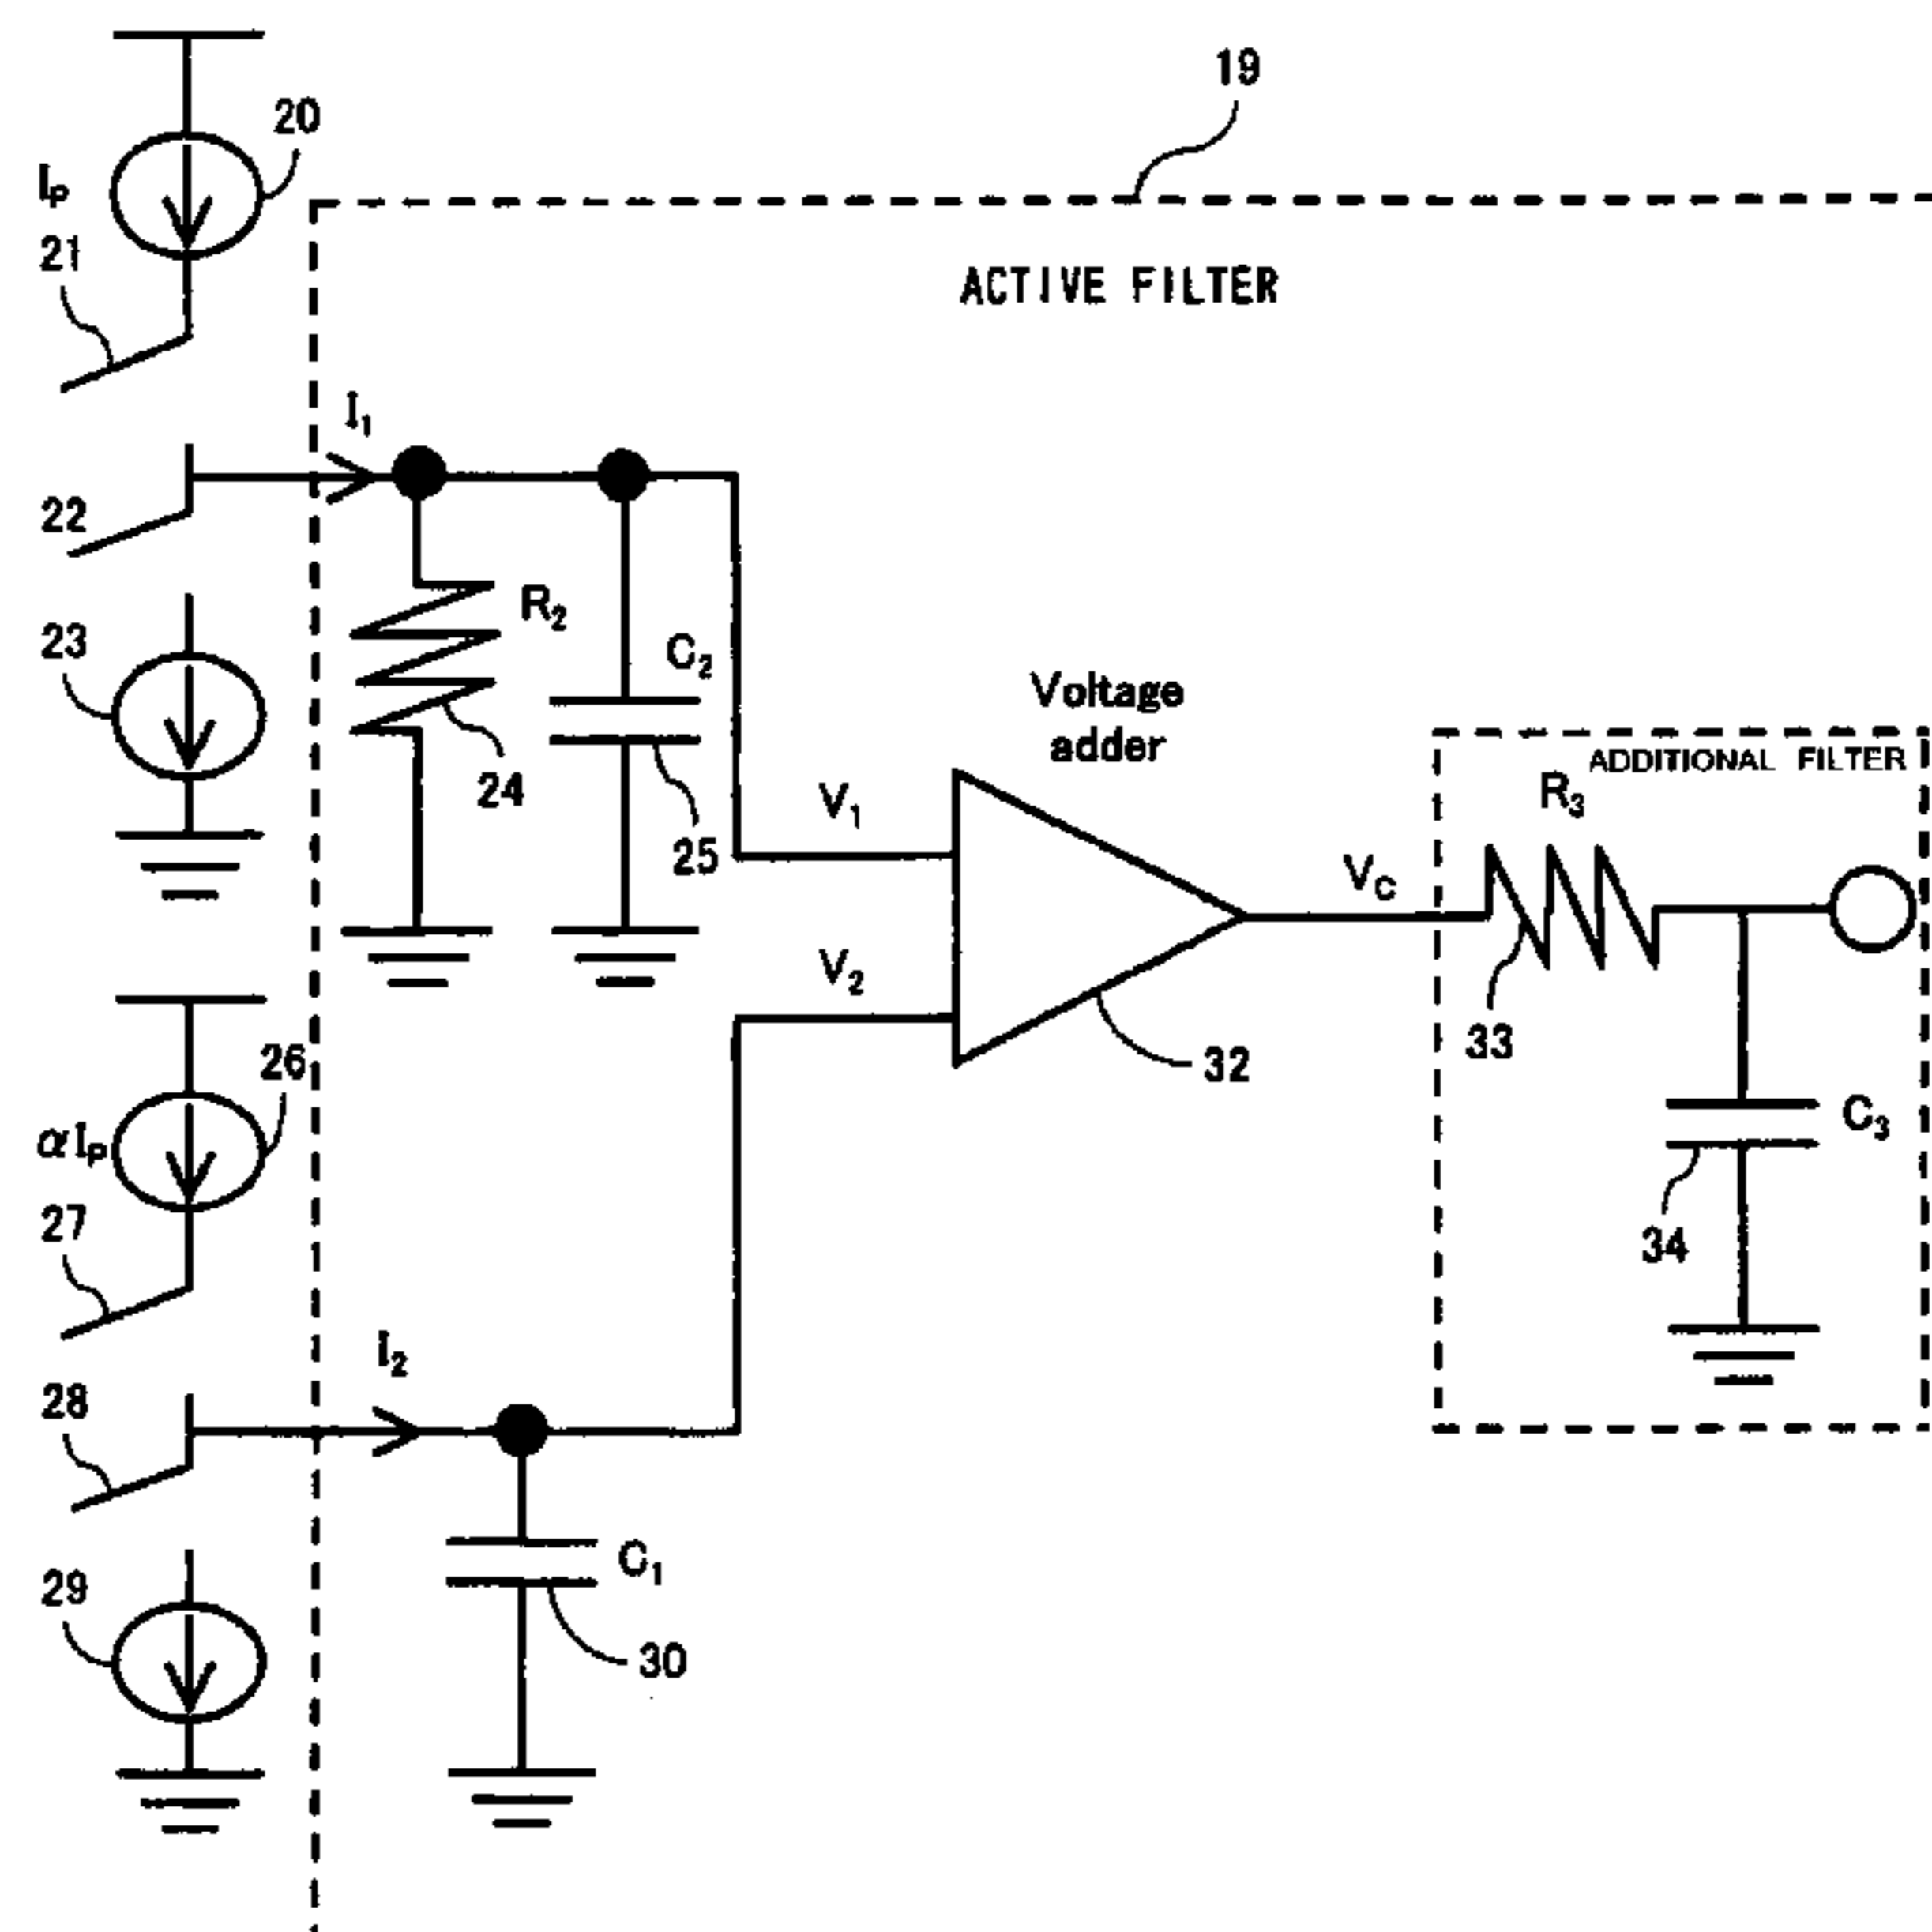 19
20
Iₚ
21
ACTIVE FILTER
I₁
22
R₂
23
C₂
Voltage
adder
24
ADDITIONAL FILTER
R₃
V₁
25
V_C
V₂
33
26
32
αIₚ
C₃
27
34
I₂
28
C₁
29
30